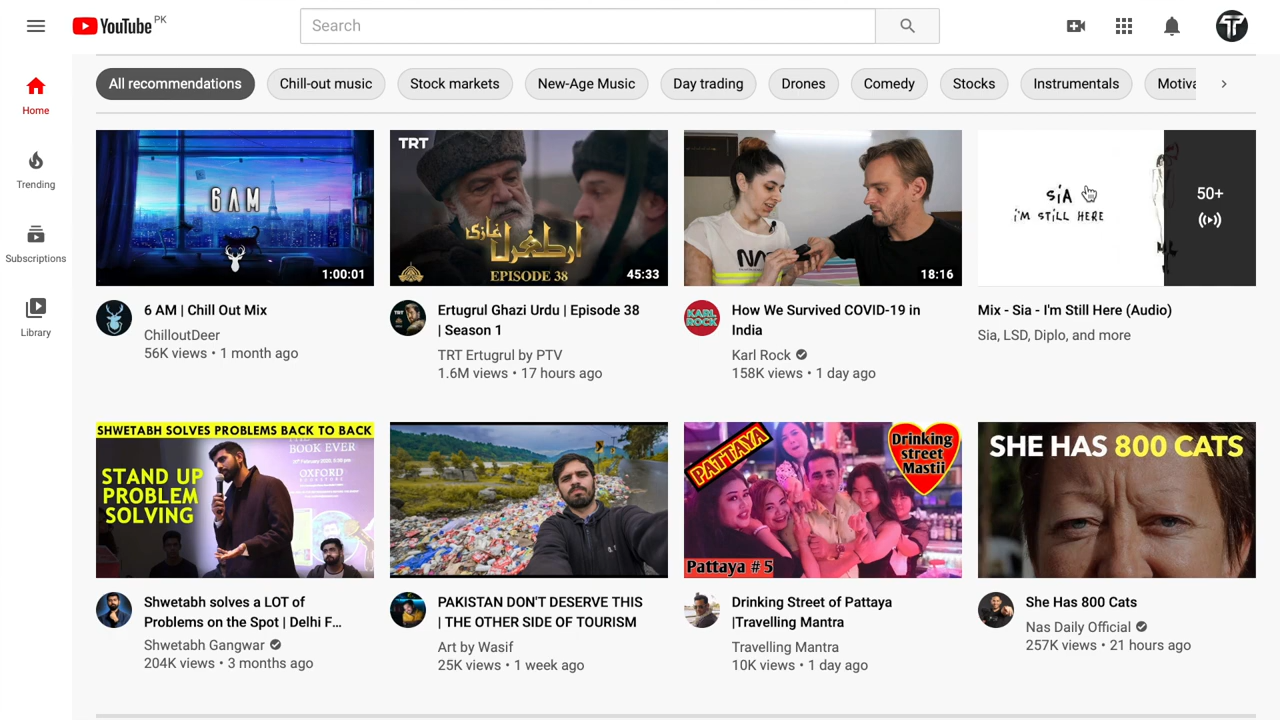 YouTube PK
Search
Home
Trending
Subscriptions
Library
All recommendations
Chill-out music
Stock markets
New-Age Music
Day trading
Drones
Comedy
Stocks
Instrumentals
Motiva
6 AM
1:00:01
6 AM | Chill Out Mix
ChilloutDeer
56K views • 1 month ago
TRT
ارطغرل غازی
EPISODE 38
45:33
TRT
Ertugrul Ghazi Urdu | Episode 38
| Season 1
TRT Ertugrul by PTV
1.6M views • 17 hours ago
18:16
KARL
ROCK
How We Survived COVID-19 in
India
Karl Rock
158K views • 1 day ago
SiA
i'M STiLL HERE
50+
Mix - Sia - I'm Still Here (Audio)
Sia, LSD, Diplo, and more
SHWETABH SOLVES PROBLEMS BACK TO BACK
STAND UP
PROBLEM
SOLVING
BOOK EVER
OXFORD
BOOKSTORE
Shwetabh solves a LOT of
Problems on the Spot | Delhi F...
Shwetabh Gangwar
204K views • 3 months ago
PAKISTAN DON'T DESERVE THIS
| THE OTHER SIDE OF TOURISM
Art by Wasif
25K views • 1 week ago
PATTAYA
Drinking
street
Mastii
Pattaya # 5
Drinking Street of Pattaya
|Travelling Mantra
Travelling Mantra
10K views • 1 day ago
SHE HAS 800 CATS
She Has 800 Cats
Nas Daily Official
257K views • 21 hours ago